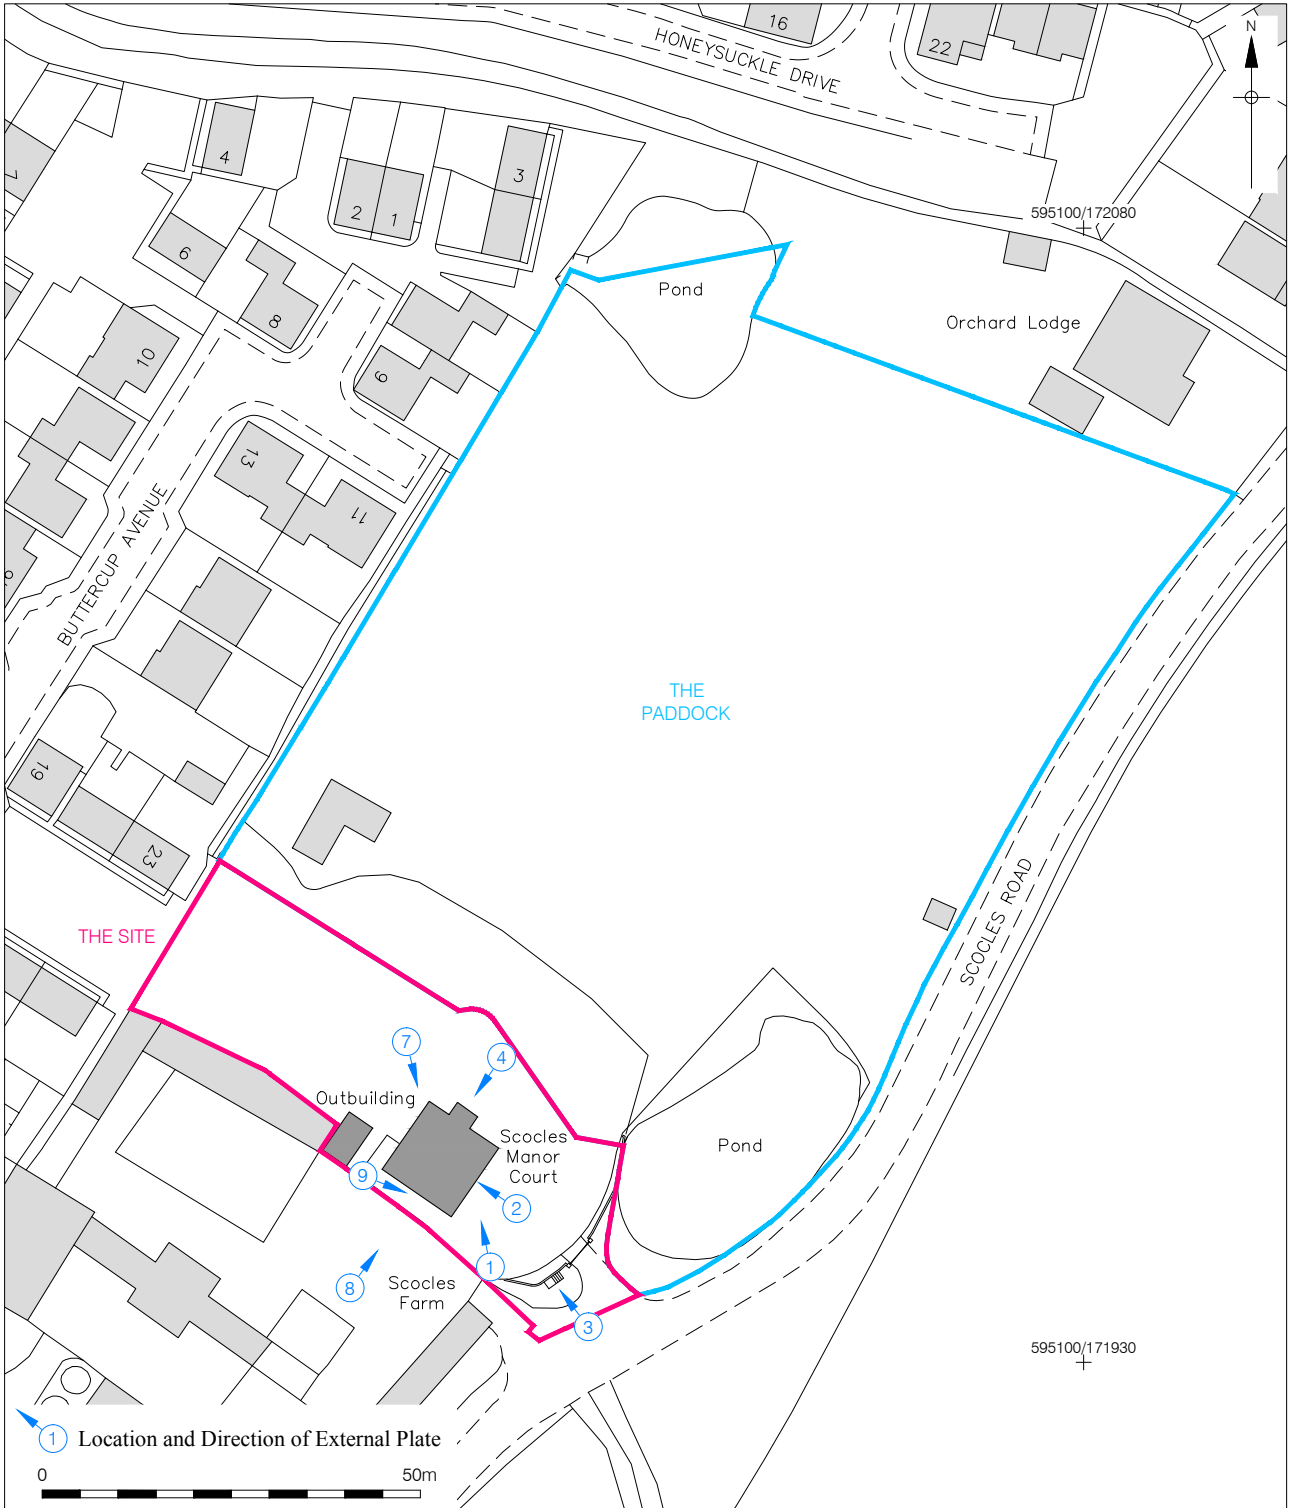 16
HONEYSUCKLE DRIVE
22
N
4
3
2
1
595100/172080
6
Pond
8
Orchard Lodge
10
9
13
11
BUTTERCUP AVENUE
THE
PADDOCK
19
23
SCOCLES ROAD
THE SITE
7
4
Outbuilding
Scocles
Manor
Court
Pond
9
2
1
8
Scocles
Farm
3
595100/171930
1 Location and Direction of External Plate
0 50m